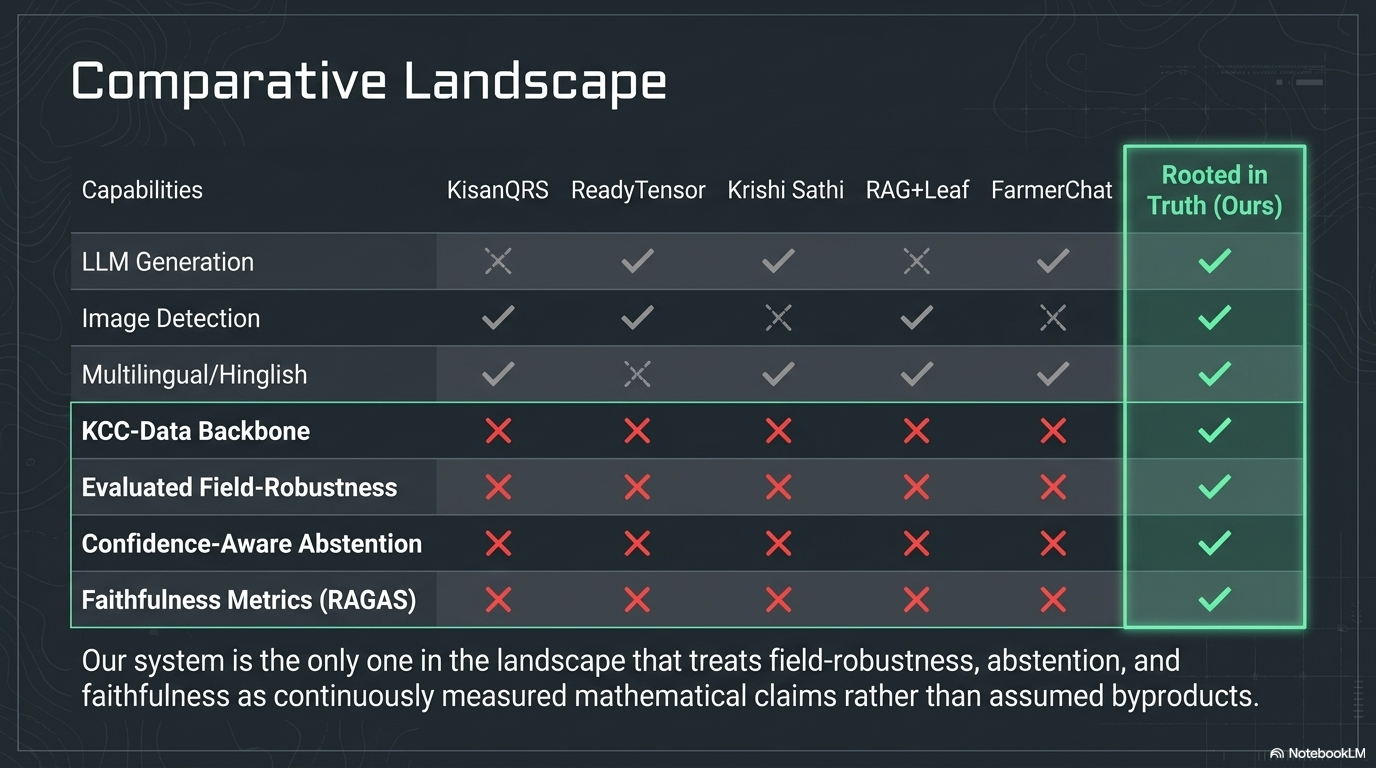 Comparative Landscape
Capabilities KisanQRS ReadyTensor Krishi Sathi RAG+Leaf FarmerChat Rooted in
Truth (Ours)
LLM Generation
Image Detection
Multilingual/Hinglish
KCC-Data Backbone
Evaluated Field-Robustness
Confidence-Aware Abstention
Faithfulness Metrics (RAGAS)
Our system is the only one in the landscape that treats field-robustness, abstention, and
faithfulness as continuously measured mathematical claims rather than assumed byproducts.
NotebookLM